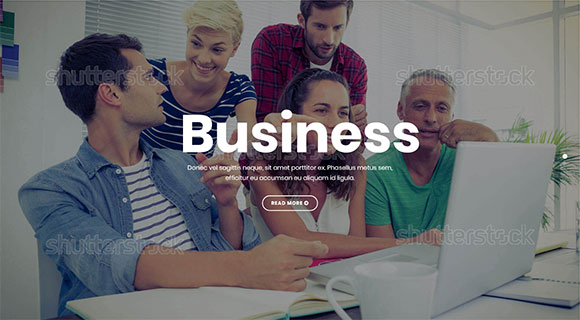 shutterstock shutterstock
Business
Donec vel sagittis neque, sit amet porttitor ex. Phasellus metus sem,
efficitur eu accumsan eu aliquam id ligula.
READ MORE
shutterstock shutterstock